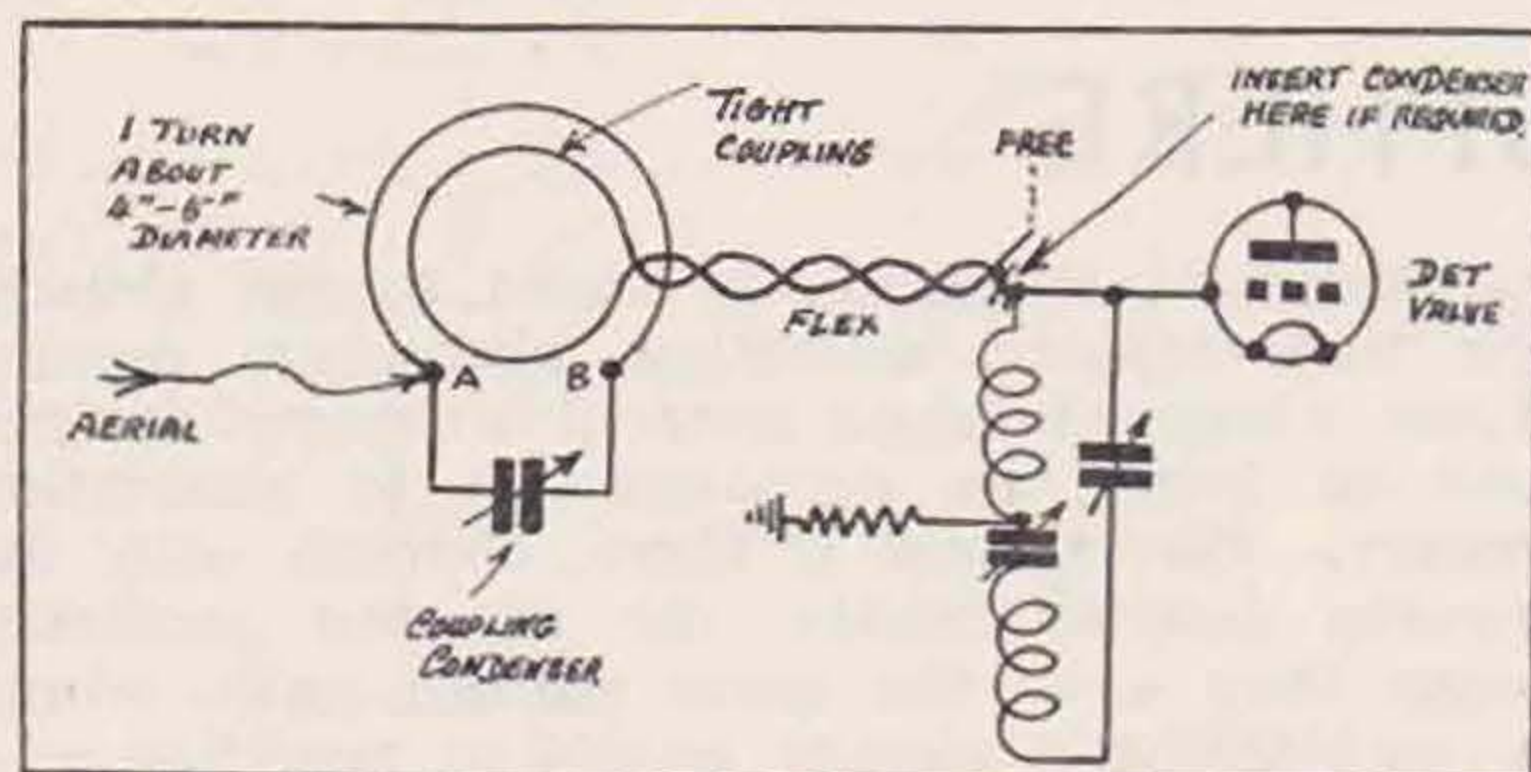 1 TURN
ABOUT
4"-6"
DIAMETER
TIGHT
COUPLING
INSERT CONDENSER
HERE IF REQUIRED.
FREE
FLEX
DET
VALVE
A
B
AERIAL
COUPLING
CONDENSER